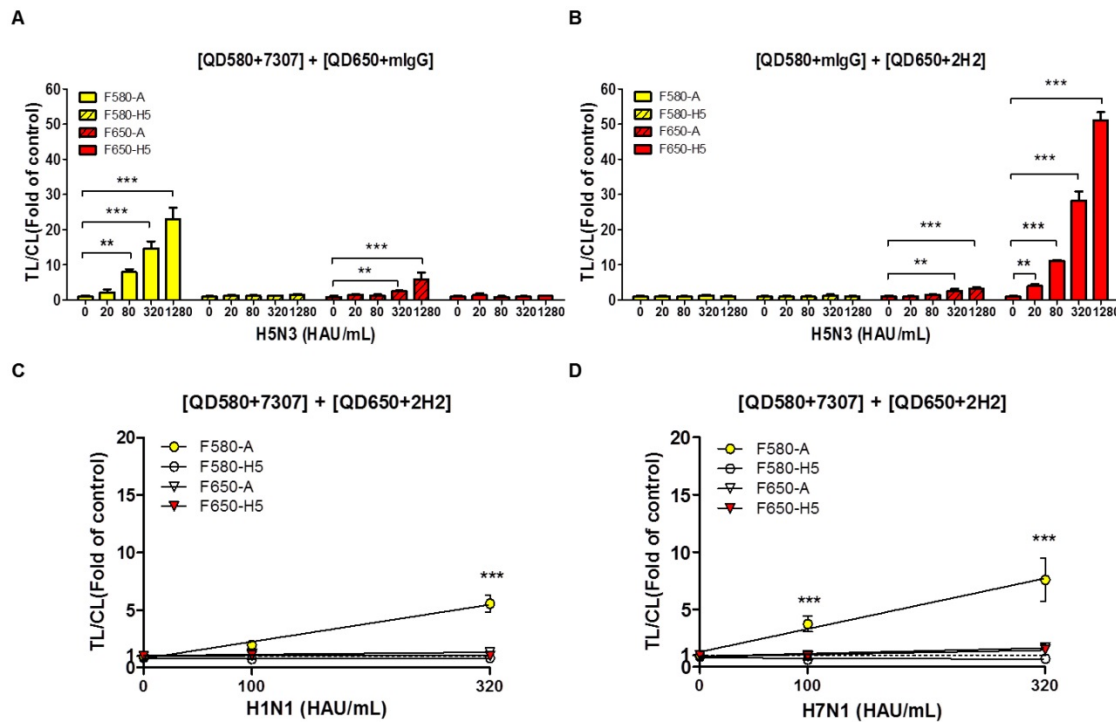 A
[QD580+7307] + [QD650+mIgG]
TL/CL(Fold of control)
60
50
40
30
20
10
0
F580-A
F580-H5
F650-A
F650-H5
***
***
**
***
**
0 20 80 320 1280 0 20 80 320 1280 0 20 80 320 1280 0 20 80 320 1280
H5N3 (HAU/mL)
B
[QD580+mIgG] + [QD650+2H2]
TL/CL(Fold of control)
60
50
40
30
20
10
0
F580-A
F580-H5
F650-A
F650-H5
***
**
***
***
***
**
0 20 80 320 1280 0 20 80 320 1280 0 20 80 320 1280 0 20 80 320 1280
H5N3 (HAU/mL)
C
[QD580+7307] + [QD650+2H2]
TL/CL(Fold of control)
20
15
10
5
1
0
F580-A
F580-H5
F650-A
F650-H5
***
0 100 320
H1N1 (HAU/mL)
D
[QD580+7307] + [QD650+2H2]
TL/CL(Fold of control)
20
15
10
5
1
0
F580-A
F580-H5
F650-A
F650-H5
***
***
0 100 320
H7N1 (HAU/mL)